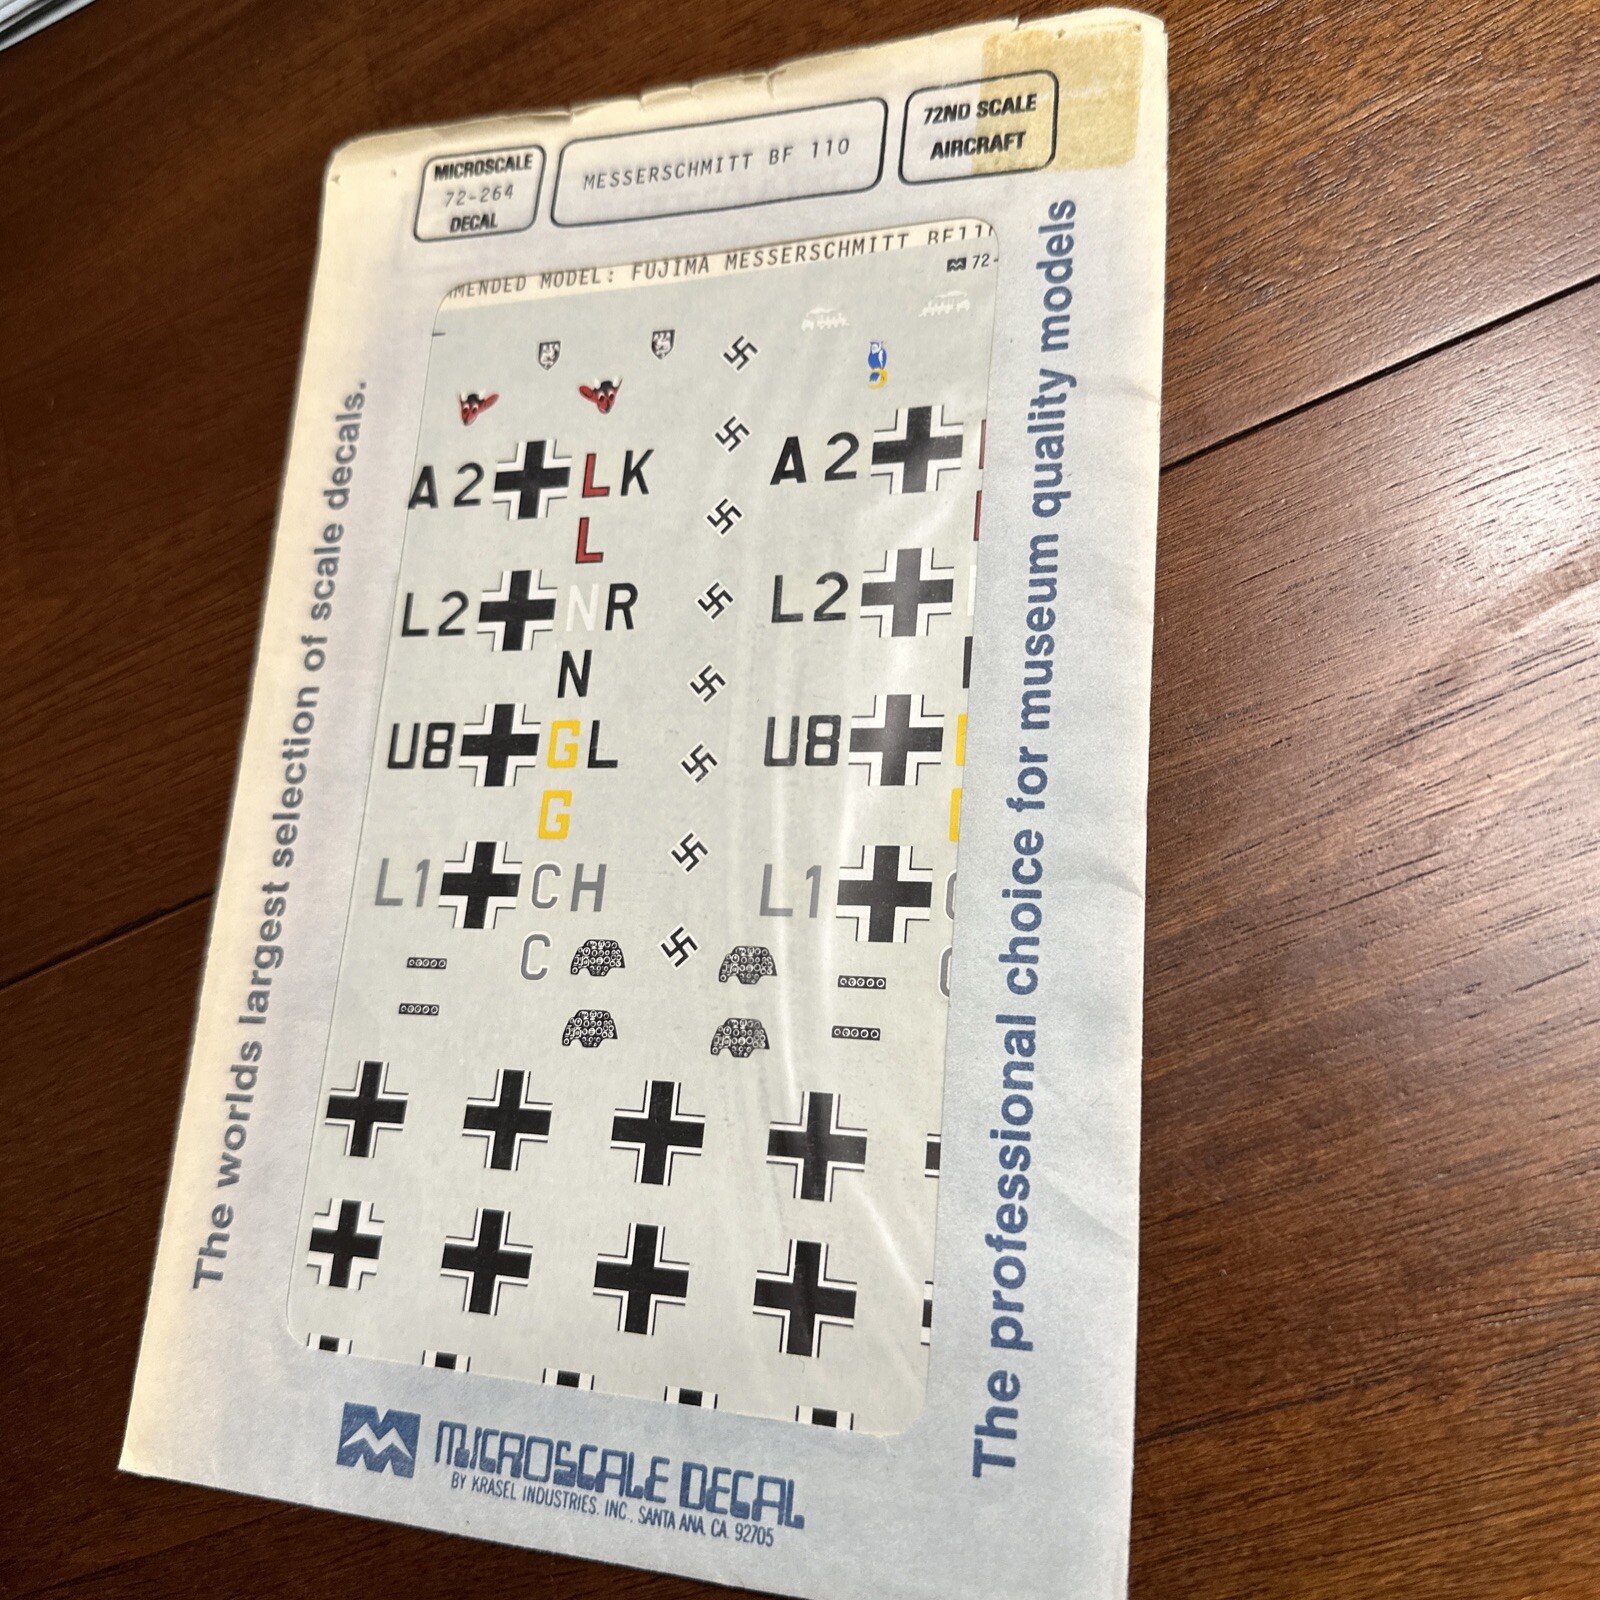 MICROSCALE
72-264
DECAL
MESSERSCHMITT BF 110
72ND SCALE
AIRCRAFT
MENDED MODEL: FUJIMA MESSERSCHMITT BF11
72-
A2 LK
L
A2
L2 NR
N
L2
U8 GL
G
U8
L1 CH
C
L1
The worlds largest selection of scale decals.
The professional choice for museum quality models
MICROSCALE DECAL
BY KRASEL INDUSTRIES, INC., SANTA ANA, CA. 92705